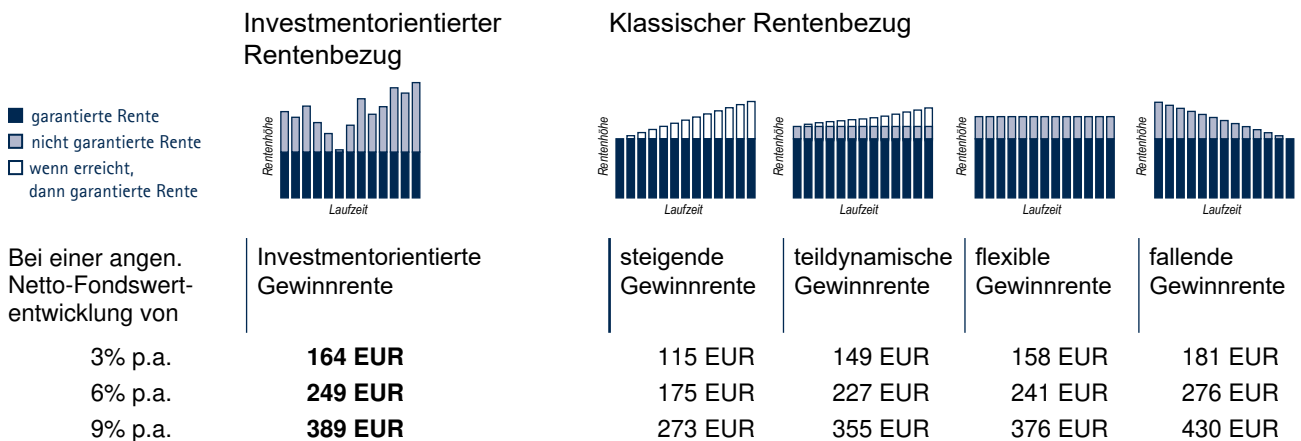 Investmentorientierter
Rentenbezug
Klassischer Rentenbezug
garantierte Rente
nicht garantierte Rente
wenn erreicht,
dann garantierte Rente
Rentenhöhe
Laufzeit
Rentenhöhe
Laufzeit
Rentenhöhe
Laufzeit
Rentenhöhe
Laufzeit
Rentenhöhe
Laufzeit
Bei einer angen.
Netto-Fondswert-
entwicklung von
Investmentorientierte
Gewinnrente
steigende
Gewinnrente
teildynamische
Gewinnrente
flexible
Gewinnrente
fallende
Gewinnrente
3% p.a. 164 EUR 115 EUR 149 EUR 158 EUR 181 EUR
6% p.a. 249 EUR 175 EUR 227 EUR 241 EUR 276 EUR
9% p.a. 389 EUR 273 EUR 355 EUR 376 EUR 430 EUR